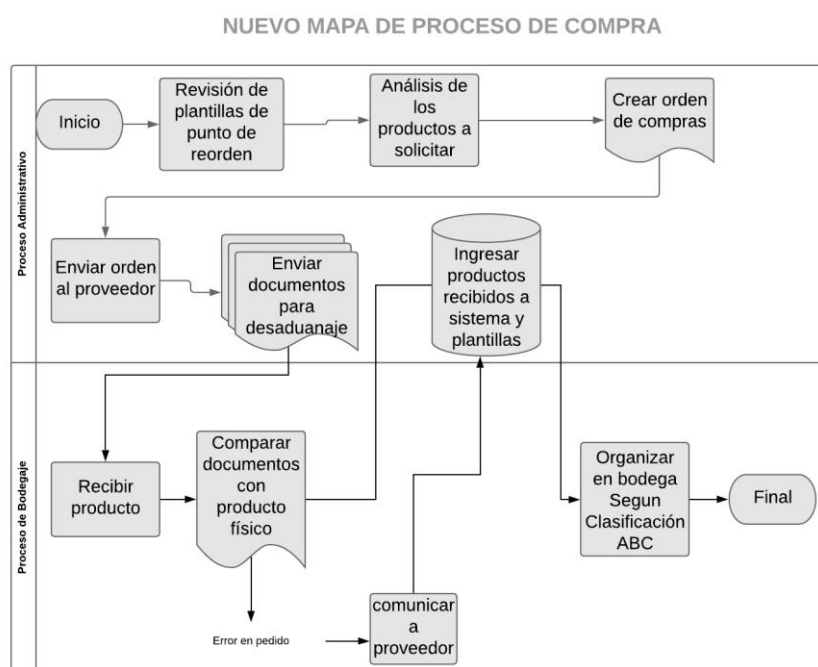 NUEVO MAPA DE PROCESO DE COMPRA
Proceso Administrativo
Inicio
Revisión de
plantillas de
punto de
reorden
Análisis de
los
productos a
solicitar
Crear orden
de compras
Enviar orden
al proveedor
Enviar
documentos
para
desaduanaje
Ingresar
productos
recibidos a
sistema y
plantillas
Proceso de Bodegaje
Recibir
producto
Comparar
documentos
con
producto
físico
Error en pedido
comunicar
a
proveedor
Organizar
en bodega
Segun
Clasificación
ABC
Final